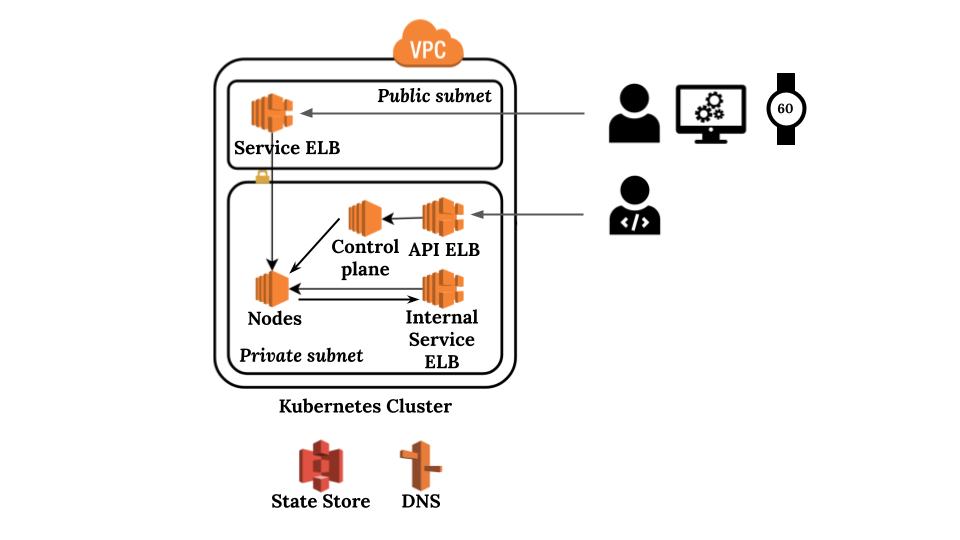 VPC
Public subnet
Service ELB
60
</>
Control
plane
API ELB
Nodes
Internal
Service
ELB
Private subnet
Kubernetes Cluster
State Store
DNS